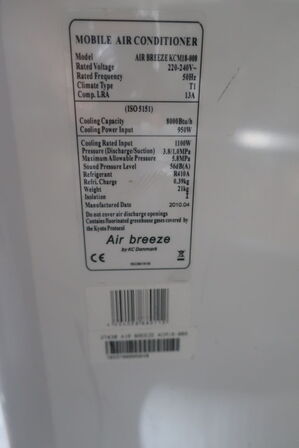 MOBILE AIR CONDITIONER
Model AIR BREEZE KCM18-000
Rated Voltage 220-240V~
Rated Frequency 50Hz
Climate Type T1
Comp. LRA 13A
(ISO 5151)
Cooling Capacity 8000Btu/h
Cooling Power Input 950W
Cooling Rated Input 1100W
Pressure (Discharge/Suction) 3.8/1.0MPa
Maximum Allowable Pressure 5.8MPa
Sound Pressure Level 56d B(A)
Refrigerant R410A
Refri. Charge 0.39kg
Weight 21kg
Isolation I
Manufactured Date 2010.04
Do not cover air discharge openings
Contains fluorinated greenhouse gases covered by
the Kyoto Protocol
Air breeze
by KC Danmark
CE
AIR BREEZE